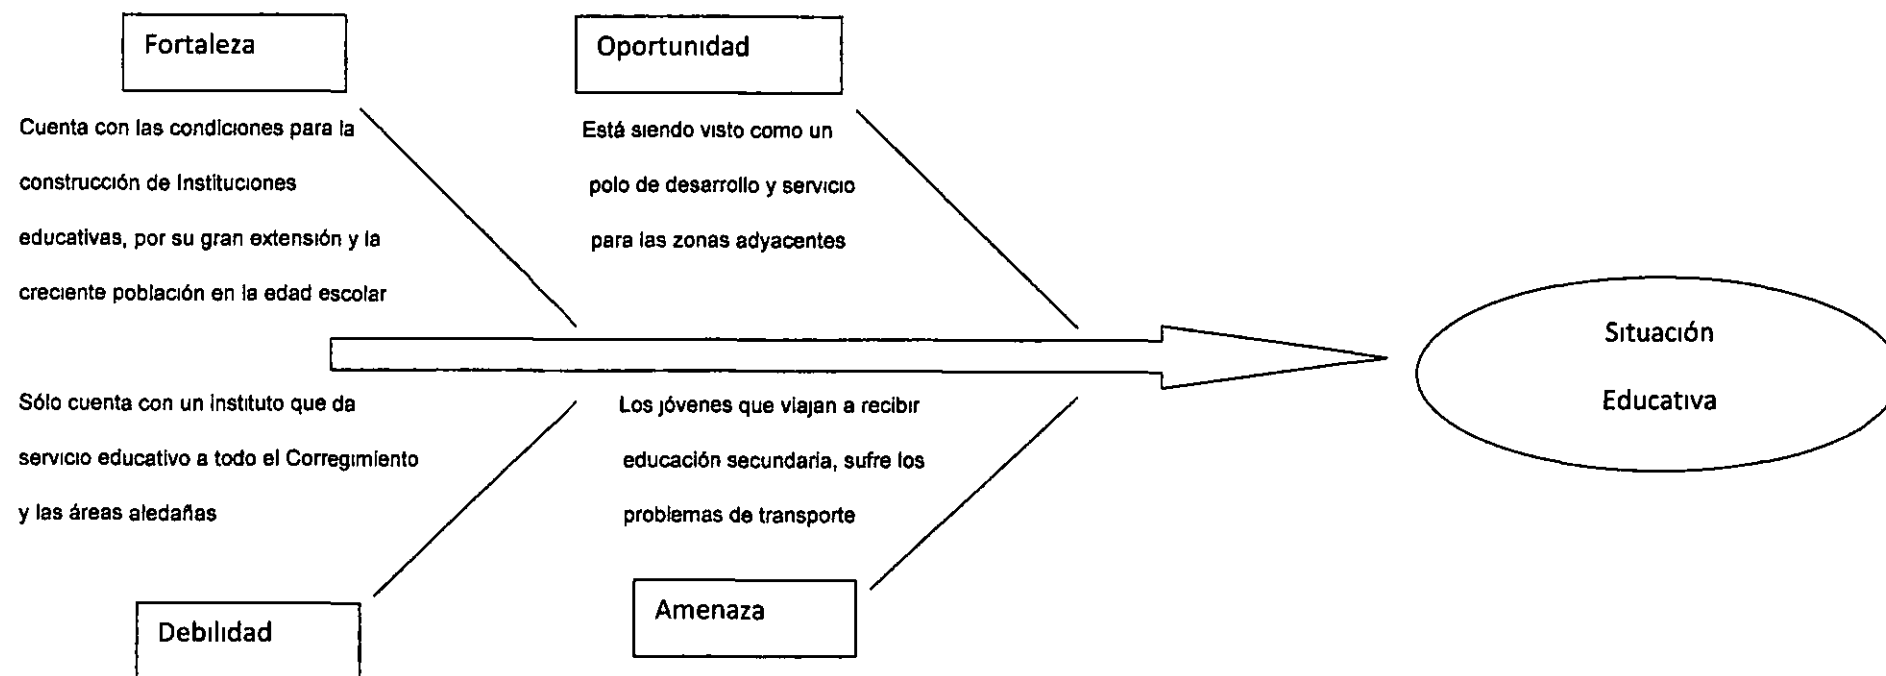 Fortaleza
Cuenta con las condiciones para la
construcción de Instituciones
educativas, por su gran extensión y la
creciente población en la edad escolar
Oportunidad
Está siendo visto como un
polo de desarrollo y servicio
para las zonas adyacentes
Situación
Educativa
Sólo cuenta con un instituto que da
servicio educativo a todo el Corregimiento
y las áreas aledañas
Debilidad
Los jóvenes que viajan a recibir
educación secundaria, sufre los
problemas de transporte
Amenaza